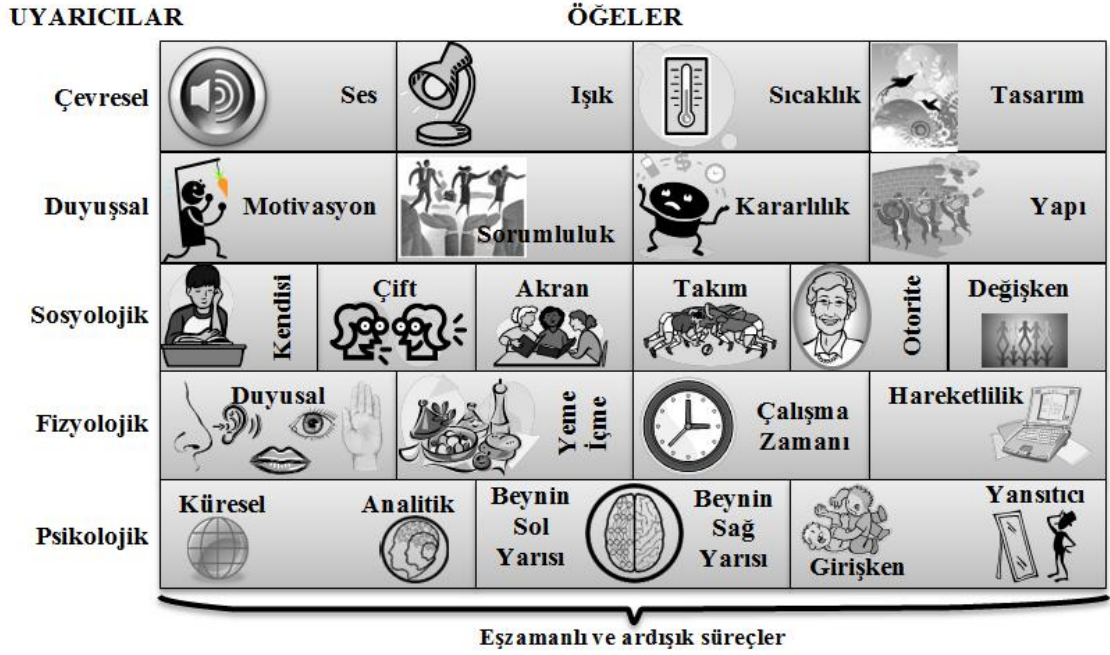 UYARICILAR ÖĞELER
Çevresel Ses Işık Sıcaklık Tasarım
Duyuşsal Motivasyon Sorumluluk Kararlılık Yapı
Sosyolojik Kendisi Çift Akran Takım Otorite Değişken
Fizyolojik Duyusal Yeme İçme Çalışma Zamanı Hareketlilik
Psikolojik Küresel Analitik Beynin Sol Yarısı Beynin Sağ Yarısı Girişken Yansıtıcı
Eşzamanlı ve ardışık süreçler